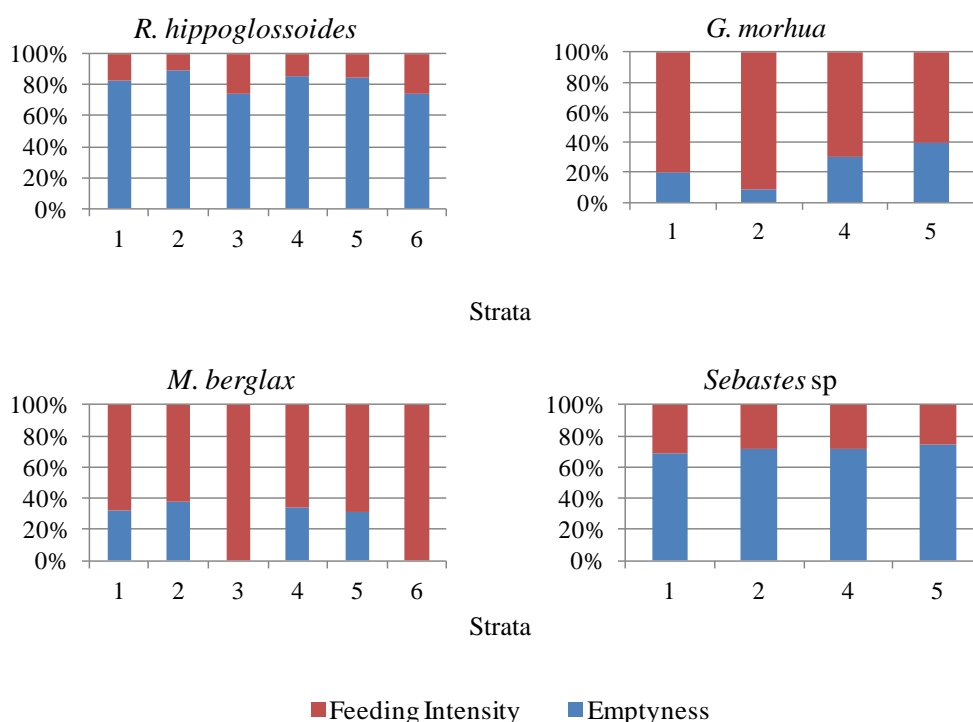 R. hippoglossoides
100%
80%
60%
40%
20%
0%
1 2 3 4 5 6
G. morhua
100%
80%
60%
40%
20%
0%
1 2 4 5
Strata
M. berglax
100%
80%
60%
40%
20%
0%
1 2 3 4 5 6
Sebastes sp
100%
80%
60%
40%
20%
0%
1 2 4 5
Strata
Feeding Intensity Emptyness